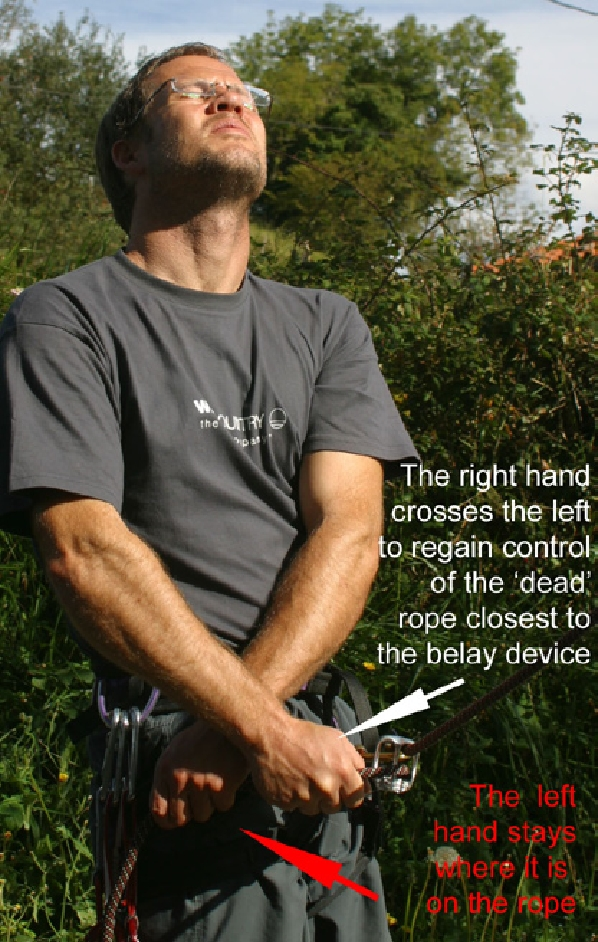 the
The right hand
crosses the left
to regain control
of the ‘dead’
rope closest to
the belay device
The left
hand stays
where it is
on the rope